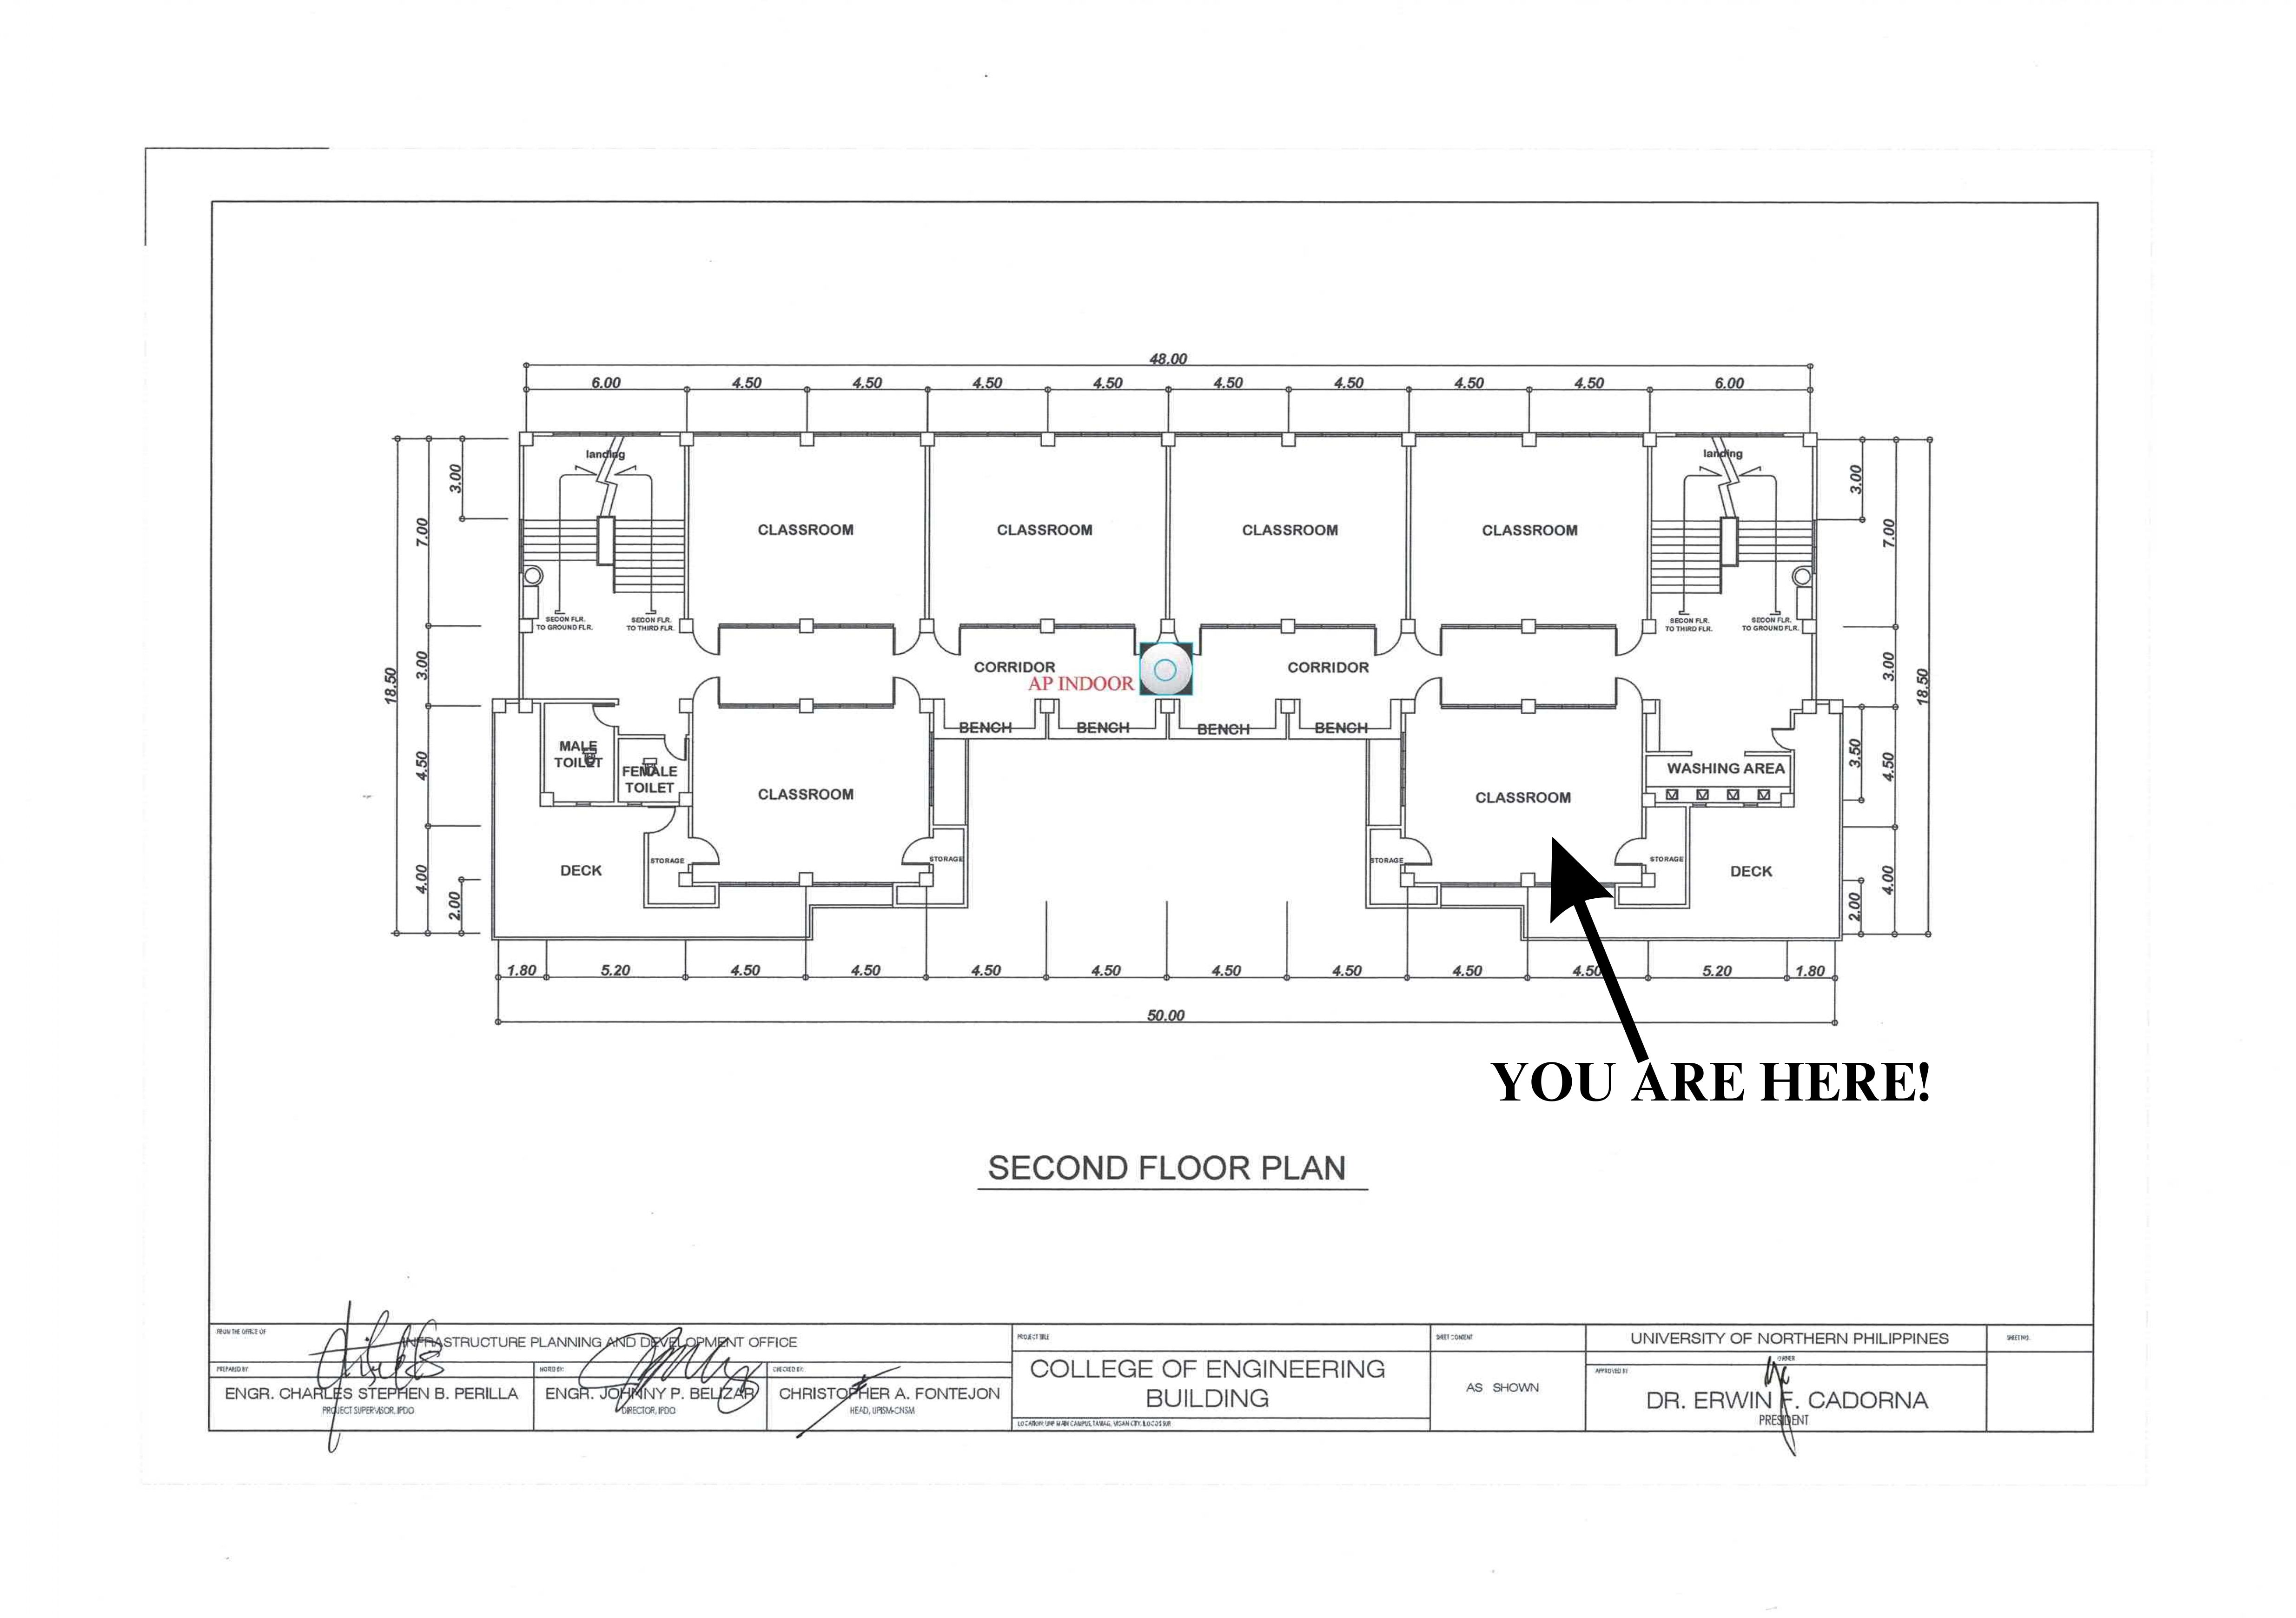 48.00
6.00 4.50 4.50 4.50 4.50 4.50 4.50 4.50 4.50 6.00
landing
landing
3.00
3.00
7.00
7.00
CLASSROOM CLASSROOM CLASSROOM CLASSROOM
SECON FLR.
TO GROUND FLR.
SECON FLR.
TO THIRD FLR.
SECON FLR.
TO THIRD FLR.
SECON FLR.
TO GROUND FLR.
18.50
3.00
CORRIDOR
CORRIDOR
AP INDOOR
3.00
18.50
BENCH BENCH BENCH BENCH
MALE
TOILET
FEMALE
TOILET
4.50
CLASSROOM
CLASSROOM
WASHING AREA
3.50
4.50
STORAGE
STORAGE
STORAGE
STORAGE
DECK
DECK
4.00
2.00
2.00
4.00
1.80 5.20 4.50 4.50 4.50 4.50 4.50 4.50 4.50 4.50 5.20 1.80
50.00
YOU ARE HERE!
SECOND FLOOR PLAN
FROM THE OFFICE OF
INFRASTRUCTURE PLANNING AND DEVELOPMENT OFFICE
PREPARED BY
ENGR. CHARLES STEPHEN B. PERILLA
PROJECT SUPERVISOR, IPDO
NOTED BY:
ENGR. JOHNNY P. BELIZAR
DIRECTOR, IPDO
CHECKED BY:
CHRISTOPHER A. FONTEJON
HEAD, UPISM-CNSM
PROJECT TITLE
COLLEGE OF ENGINEERING
BUILDING
LOCATION: UNP MAIN CAMPUS, TAMAG, VIGAN CITY, ILOCOS SUR
SHEET CONTENT
AS SHOWN
UNIVERSITY OF NORTHERN PHILIPPINES
OWNER
APPROVED BY
DR. ERWIN F. CADORNA
PRESIDENT
SHEET NO.